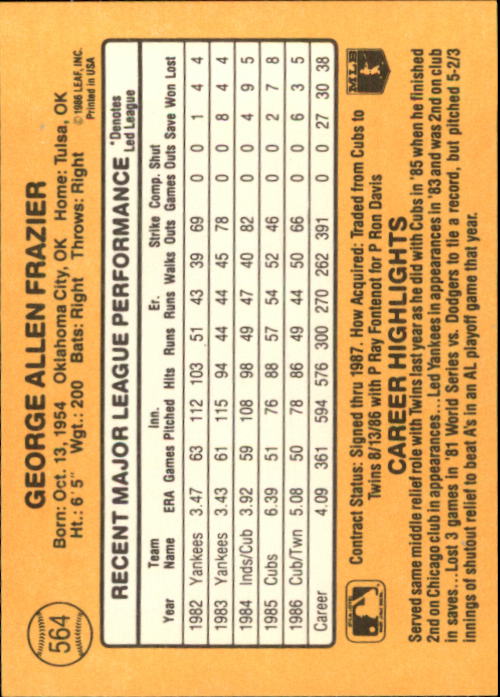 564
GEORGE ALLEN FRAZIER
Born: Oct. 13, 1954 Oklahoma City, OK Home: Tulsa, OK
Ht.: 6' 5" Wgt.: 200 Bats: Right Throws: Right
© 1986 LEAF, INC.
Printed in USA
RECENT MAJOR LEAGUE PERFORMANCE *Denotes Led League
Year Team Name ERA Games Inn. Pitched Hits Runs Er. Runs Walks Strike Outs Comp. Games Shut Outs Save Won Lost
1982 Yankees 3.47 63 112 103 51 43 39 69 0 0 1 4 4
1983 Yankees 3.43 61 115 94 44 44 45 78 0 0 8 4 4
1984 Inds/Cub 3.92 59 108 98 49 47 40 82 0 0 4 9 5
1985 Cubs 6.39 51 76 88 57 54 52 46 0 0 2 7 8
1986 Cub/Twn 5.08 50 78 86 49 44 50 66 0 0 6 3 5
Career 4.09 361 594 576 300 270 262 391 0 0 27 30 38
Contract Status: Signed thru 1987. How Acquired: Traded from Cubs to
Twins 8/13/86 with P Ray Fontenot for P Ron Davis
MLB
CAREER HIGHLIGHTS
Served same middle relief role with Twins last year as he did with Cubs in '85 when he finished
2nd on Chicago club in appearances...Led Yankees in appearances in '83 and was 2nd on club
in saves...Lost 3 games in '81 World Series vs. Dodgers to tie a record, but pitched 5-2/3
innings of shutout relief to beat A's in an AL playoff game that year.